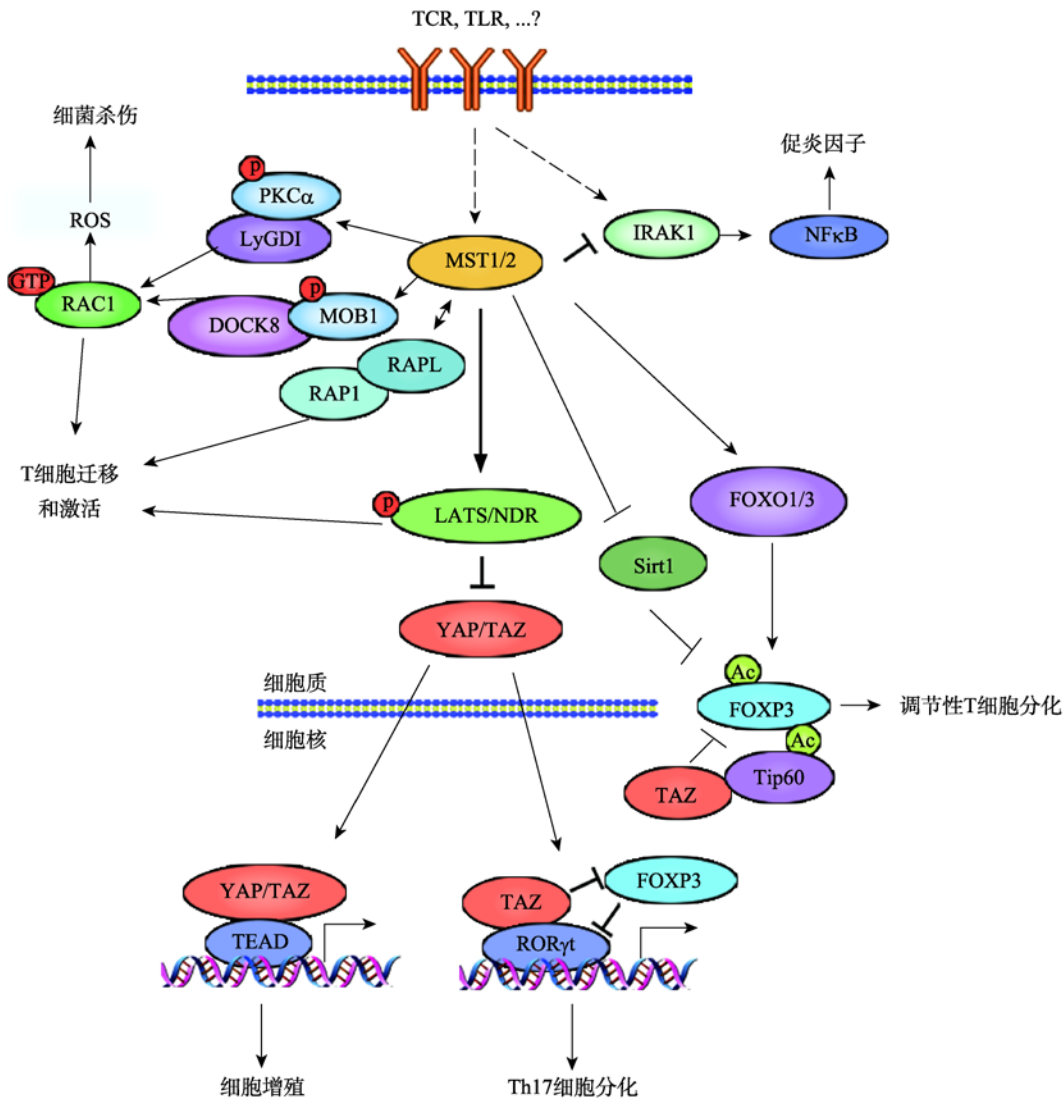 TCR, TLR, ...?
细菌杀伤
促炎因子
p
PKCα
ROS
LyGDI
IRAK1
NFκB
MST1/2
GTP
RAC1
p
MOB1
DOCK8
RAPL
RAP1
T细胞迁移
和激活
p
LATS/NDR
FOXO1/3
Sirt1
YAP/TAZ
细胞质
细胞核
Ac
FOXP3
调节性T细胞分化
Ac
Tip60
TAZ
YAP/TAZ
TEAD
TAZ
FOXP3
RORγt
细胞增殖
Th17细胞分化